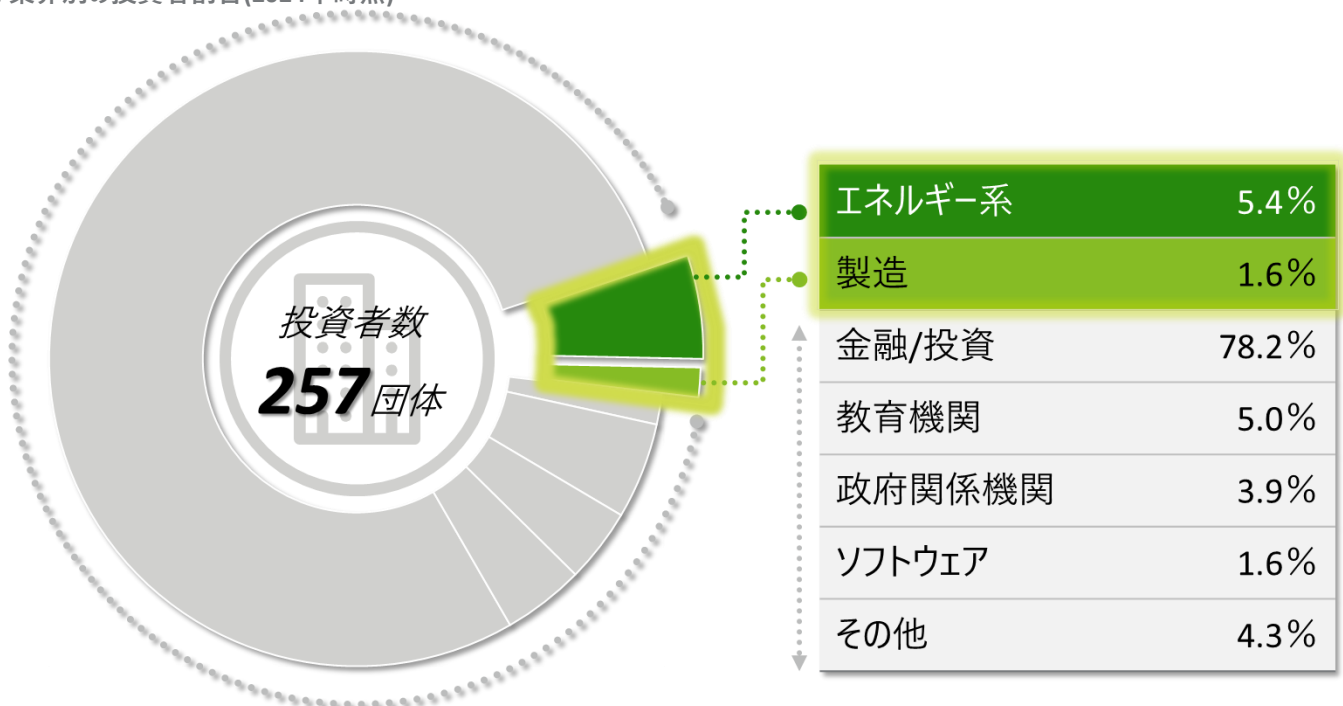 投資者数
257団体
エネルギー系 5.4%
製造 1.6%
金融/投資 78.2%
教育機関 5.0%
政府関係機関 3.9%
ソフトウェア 1.6%
その他 4.3%